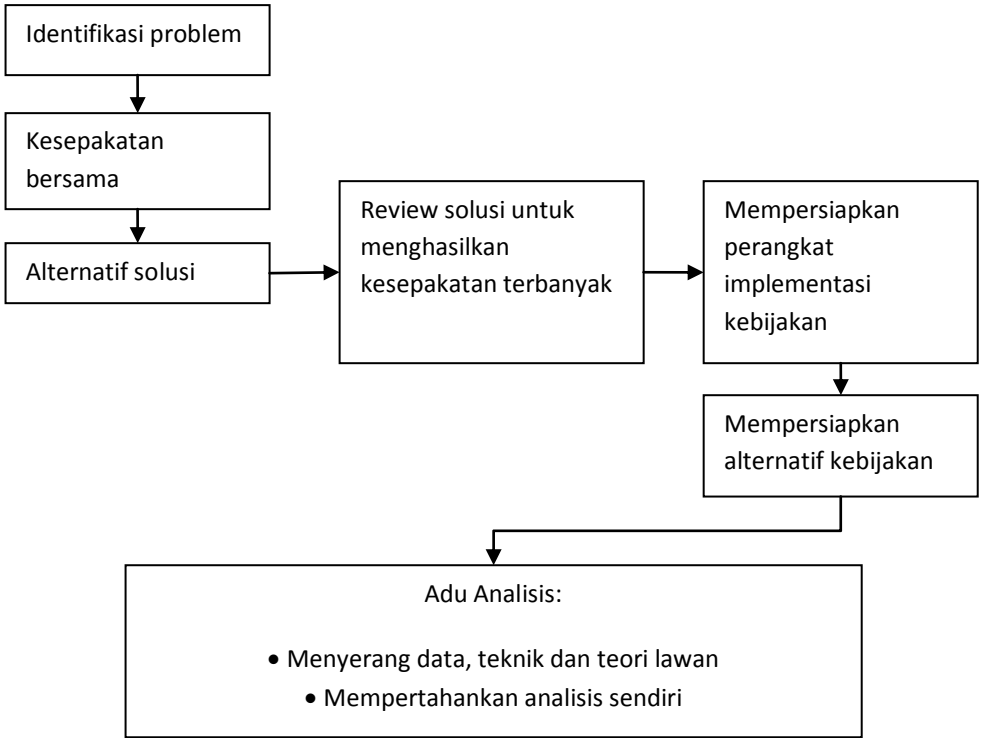 Identifikasi problem
Kesepakatan
bersama
Alternatif solusi
Review solusi untuk
menghasilkan
kesepakatan terbanyak
Mempersiapkan
perangkat
implementasi
kebijakan
Mempersiapkan
alternatif kebijakan
Adu Analisis:
• Menyerang data, teknik dan teori lawan
• Mempertahankan analisis sendiri